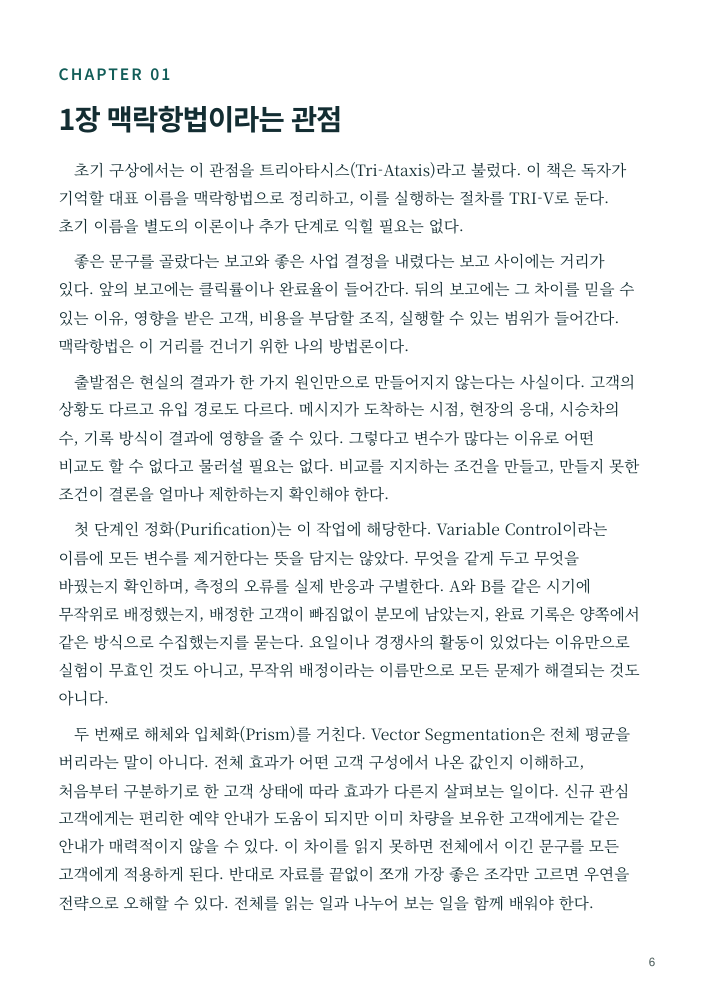 CHAPTER 01
1장 맥락항법이라는 관점
초기 구상에서는 이 관점을 트리아타시스(Tri-Ataxis)라고 불렀다. 이 책은 독자가
기억할 대표 이름을 맥락항법으로 정리하고, 이를 실행하는 절차를 TRI-V로 둔다.
초기 이름을 별도의 이론이나 추가 단계로 익힐 필요는 없다.
좋은 문구를 골랐다는 보고와 좋은 사업 결정을 내렸다는 보고 사이에는 거리가
있다. 앞의 보고에는 클릭률이나 완료율이 들어간다. 뒤의 보고에는 그 차이를 믿을 수
있는 이유, 영향을 받은 고객, 비용을 부담할 조직, 실행할 수 있는 범위가 들어간다.
맥락항법은 이 거리를 건너기 위한 나의 방법론이다.
출발점은 현실의 결과가 한 가지 원인만으로 만들어지지 않는다는 사실이다. 고객의
상황도 다르고 유입 경로도 다르다. 메시지가 도착하는 시점, 현장의 응대, 시승차의
수, 기록 방식이 결과에 영향을 줄 수 있다. 그렇다고 변수가 많다는 이유로 어떤
비교도 할 수 없다고 물러설 필요는 없다. 비교를 지지하는 조건을 만들고, 만들지 못한
조건이 결론을 얼마나 제한하는지 확인해야 한다.
첫 단계인 정화(Purification)는 이 작업에 해당한다. Variable Control이라는
이름에 모든 변수를 제거한다는 뜻을 담지는 않았다. 무엇을 같게 두고 무엇을
바꿨는지 확인하며, 측정의 오류를 실제 반응과 구별한다. A와 B를 같은 시기에
무작위로 배정했는지, 배정한 고객이 빠짐없이 분모에 남았는지, 완료 기록은 양쪽에서
같은 방식으로 수집했는지를 묻는다. 요일이나 경쟁사의 활동이 있었다는 이유만으로
실험이 무효인 것도 아니고, 무작위 배정이라는 이름만으로 모든 문제가 해결되는 것도
아니다.
두 번째로 해체와 입체화(Prism)를 거친다. Vector Segmentation은 전체 평균을
버리라는 말이 아니다. 전체 효과가 어떤 고객 구성에서 나온 값인지 이해하고,
처음부터 구분하기로 한 고객 상태에 따라 효과가 다른지 살펴보는 일이다. 신규 관심
고객에게는 편리한 예약 안내가 도움이 되지만 이미 차량을 보유한 고객에게는 같은
안내가 매력적이지 않을 수 있다. 이 차이를 읽지 못하면 전체에서 이긴 문구를 모든
고객에게 적용하게 된다. 반대로 자료를 끝없이 쪼개 가장 좋은 조각만 고르면 우연을
전략으로 오해할 수 있다. 전체를 읽는 일과 나누어 보는 일을 함께 배워야 한다.
6